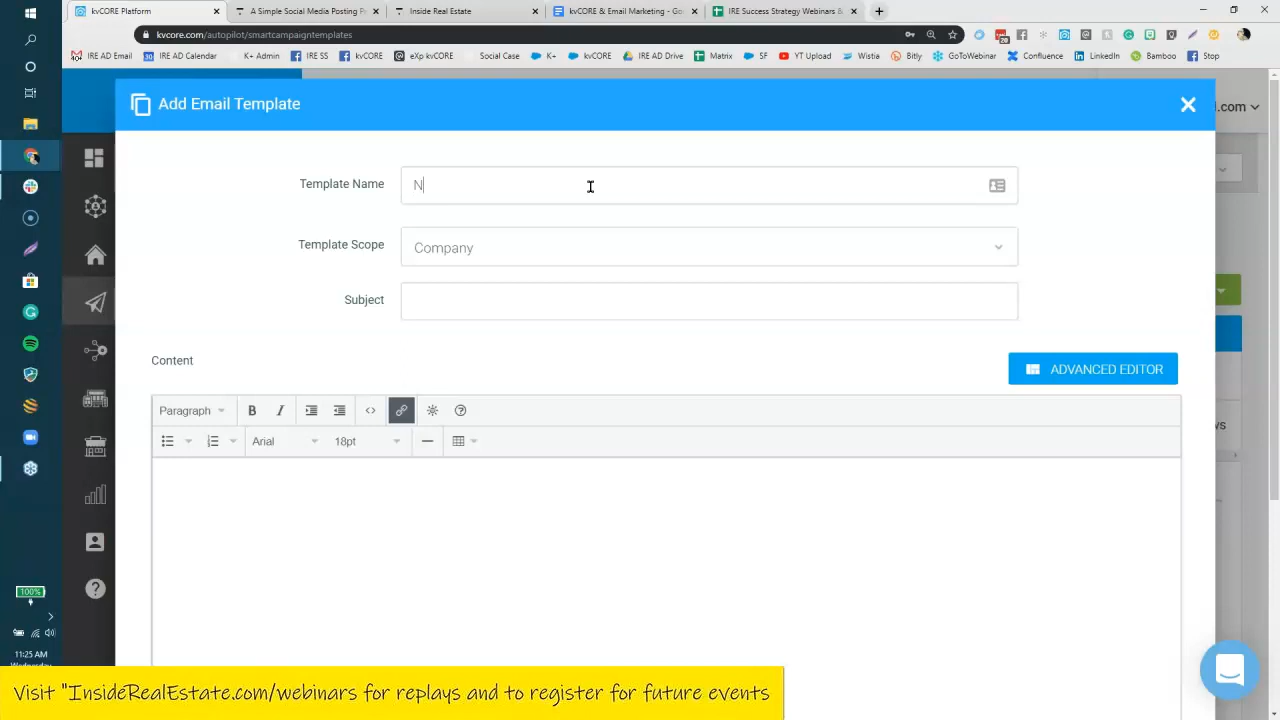 kvCORE Platform
A Simple Social Media Posting F
Inside Real Estate
kvCORE & Email Marketing - Go
IRE Success Strategy Webinars &
kvcore.com/autopilot/smartcampaigntemplates
IRE AD Email
IRE AD Calendar
K+ Admin
IRE SS
kvCORE
eXp kvCORE
Social Case
K+
kvCORE
IRE AD Drive
Matrix
SF
YT Upload
Wistia
Bitly
GoToWebinar
Confluence
LinkedIn
Bamboo
Stop
Add Email Template
.com
Template Name
N
Template Scope
Company
Subject
Content
ADVANCED EDITOR
Paragraph
B
I
Arial
18pt
ws
100%
11:25 AM
Wednesday
Visit "InsideRealEstate.com/webinars for replays and to register for future events